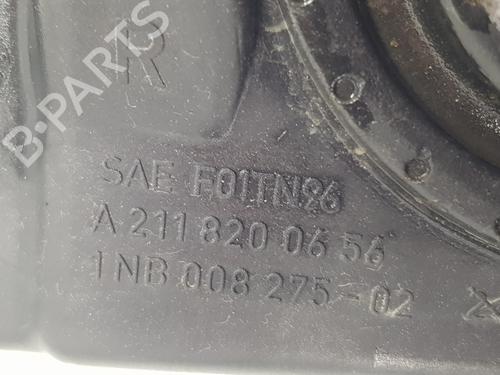 R
B-PARTS
SAE F01TN96
A 211 820 06 56
1NB 008 275-02